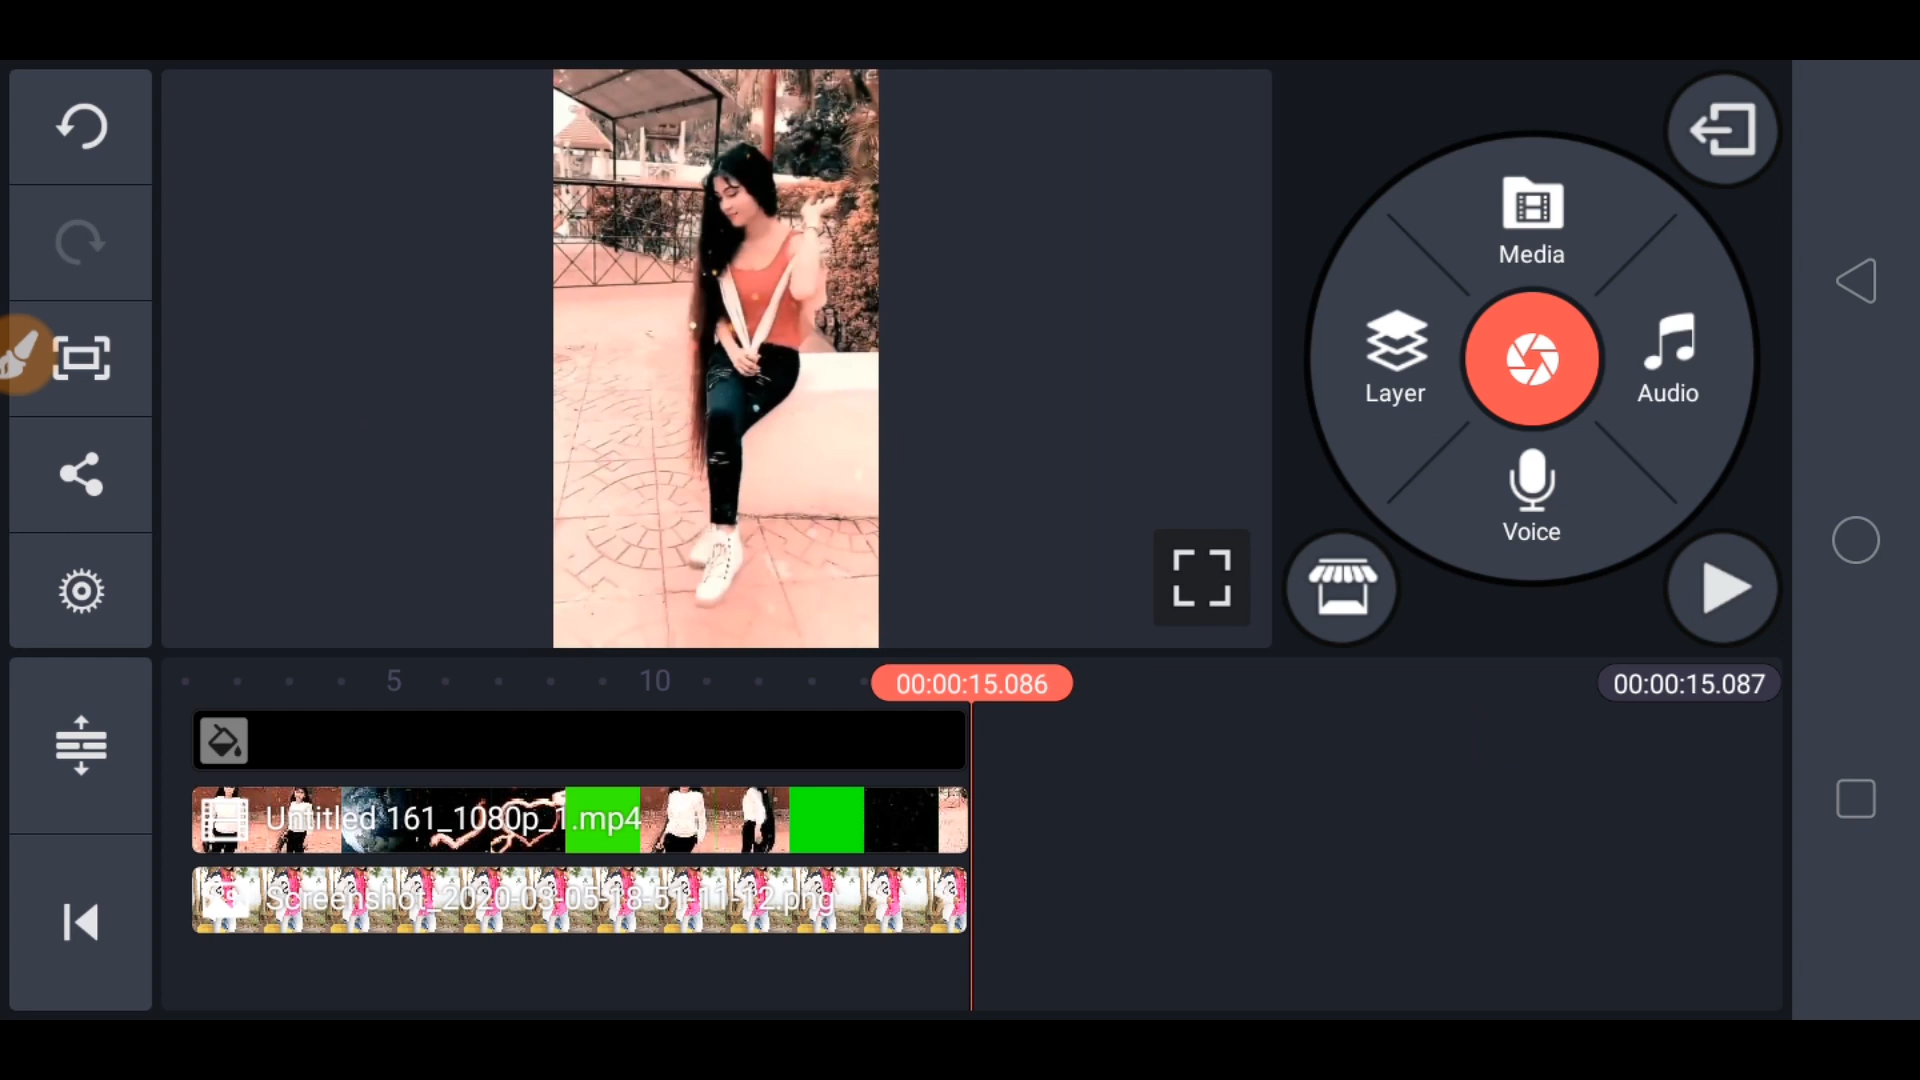 Media
Layer
Audio
Voice
5
10
00:00:15.086
00:00:15.087
Untitled 161_1080p_1.mp4
Screenshot_2020-03-05-18-51-11-12.png